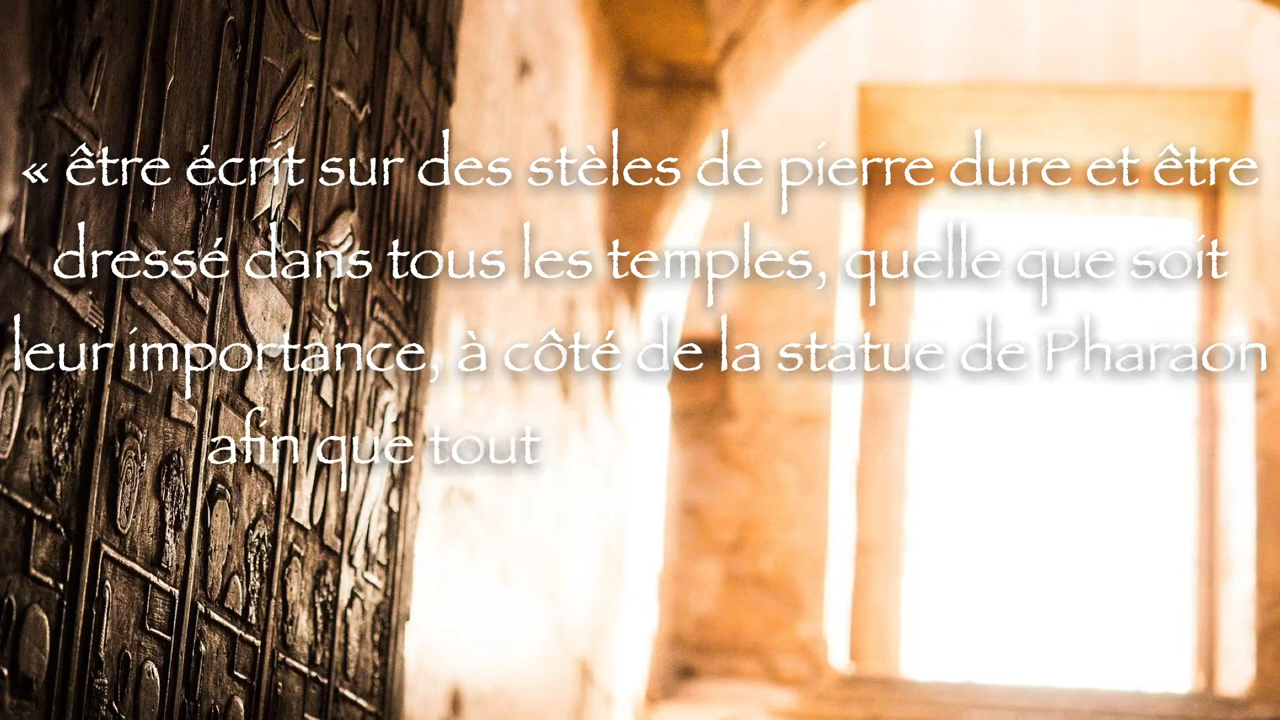 « être écrit sur des stèles de pierre dure et être
dressé dans tous les temples, quelle que soit
leur importance, à côté de la statue de Pharaon
afin que tout